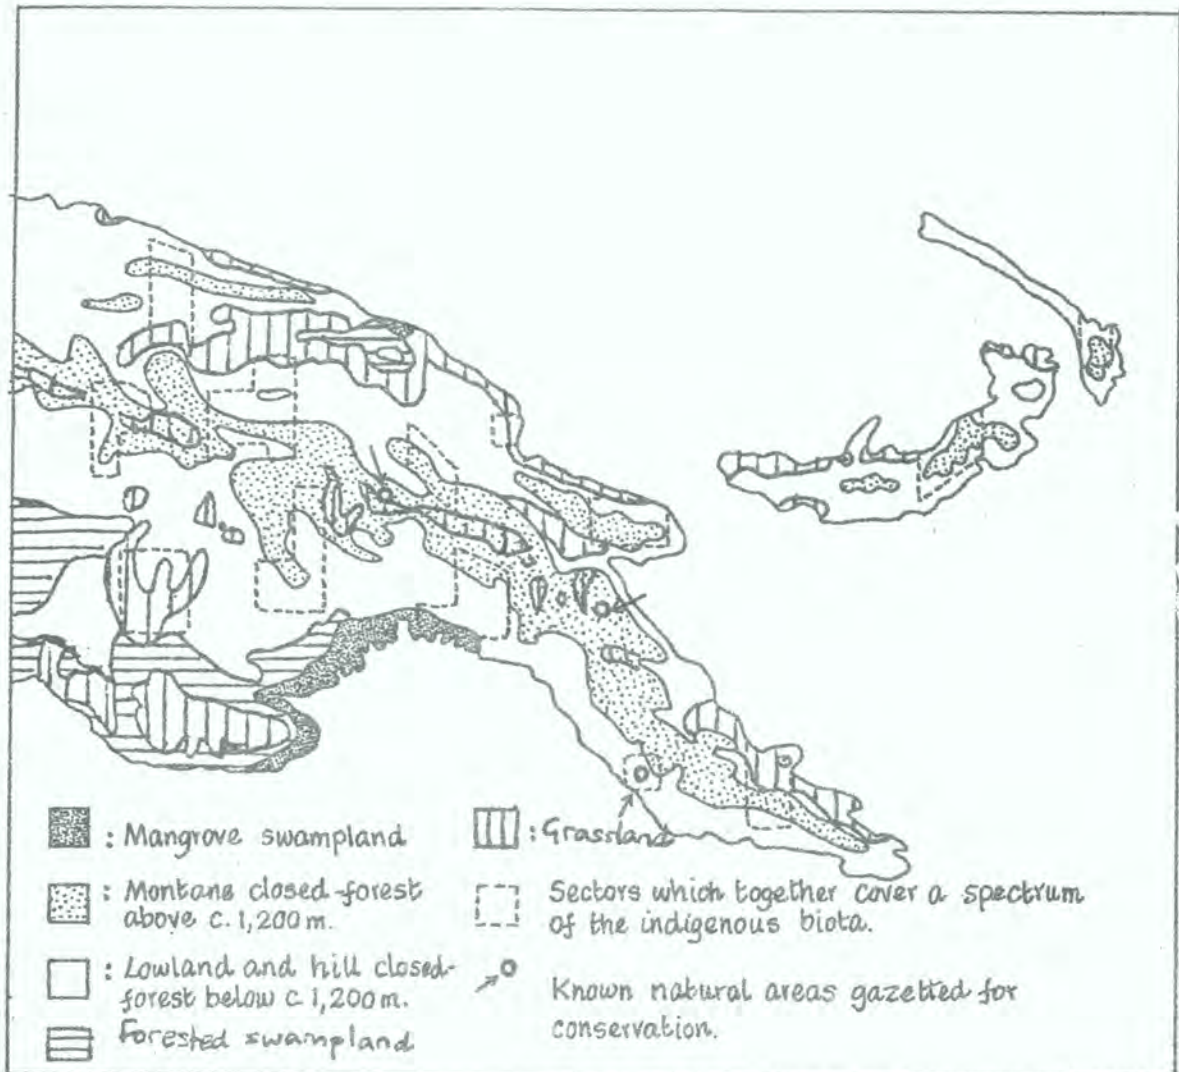 : Mangrove swampland
: Montane closed-forest
above c. 1,200 m.
: Lowland and hill closed-
forest below c 1,200m.
Forested swampland
: Grassland
Sectors which together cover a spectrum
of the indigenous biota.
Known natural areas gazetted for
conservation.